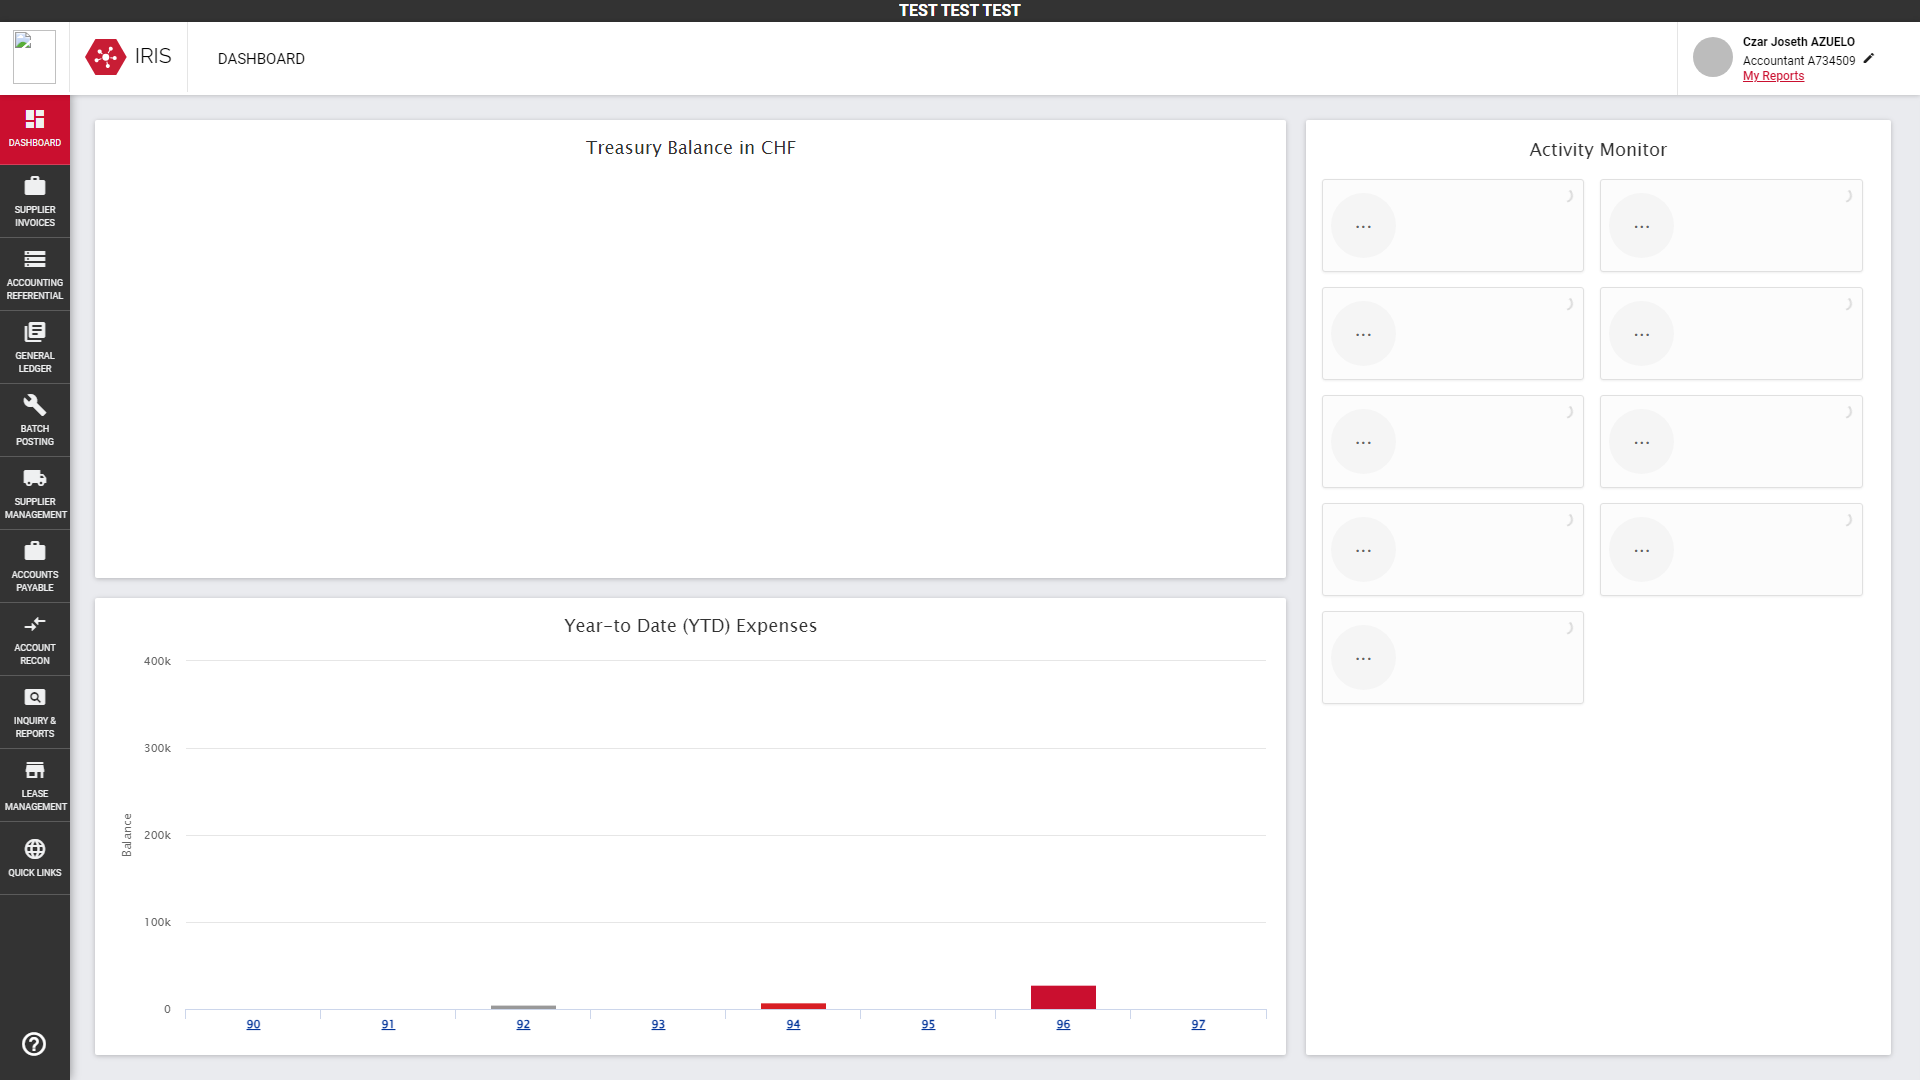 TEST TEST TEST
IRIS
DASHBOARD
Czar Joseth AZUELO
Accountant A734509
My Reports
DASHBOARD
SUPPLIER
INVOICES
ACCOUNTING
REFERENTIAL
GENERAL
LEDGER
BATCH
POSTING
SUPPLIER
MANAGEMENT
ACCOUNTS
PAYABLE
ACCOUNT
RECON
INQUIRY &
REPORTS
LEASE
MANAGEMENT
QUICK LINKS
Treasury Balance in CHF
Year-to Date (YTD) Expenses
Balance
400k
300k
200k
100k
0
90 91 92 93 94 95 96 97
Activity Monitor
... ...
... ...
... ...
... ...
...